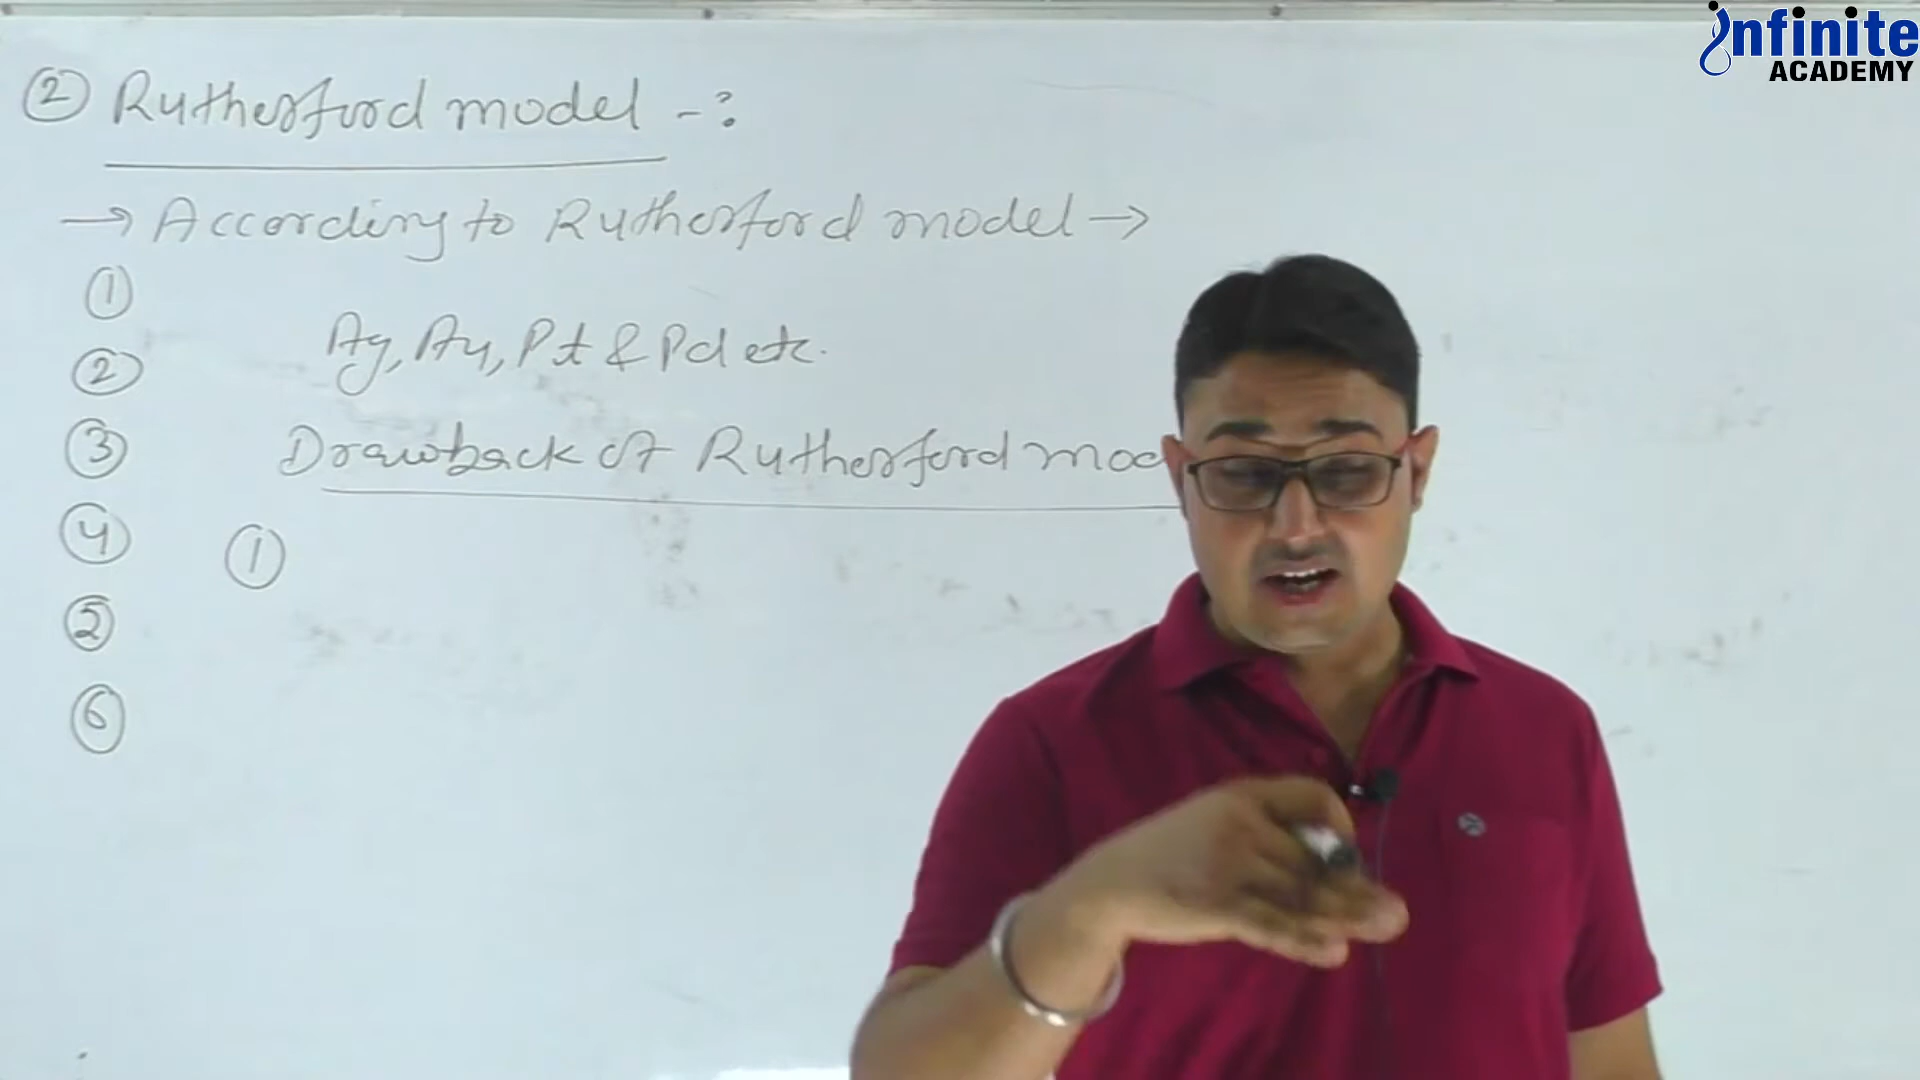 infinite
ACADEMY
② Rutherford model -:
→ According to Rutherford model →
①
Ag, Au, Pt & Pd etc.
②
③ Drawback of Rutherford mod
④
①
⑤
⑥